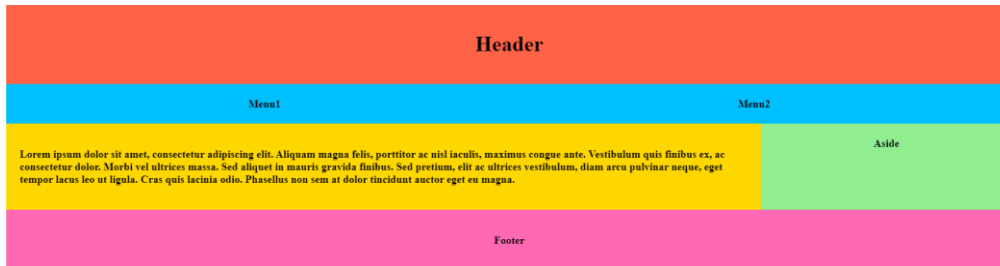 Header
Menu1 Menu2
Lorem ipsum dolor sit amet, consectetur adipiscing elit. Aliquam magna felis, porttitor ac nisl iaculis, maximus congue ante. Vestibulum quis finibus ex, ac
consectetur dolor. Morbi vel ultrices massa. Sed aliquet in mauris gravida finibus. Sed pretium, elit ac ultrices vestibulum, diam arcu pulvinar neque, eget
tempor lacus leo ut ligula. Cras quis lacinia odio. Phasellus non sem at dolor tincidunt auctor eget eu magna.
Aside
Footer